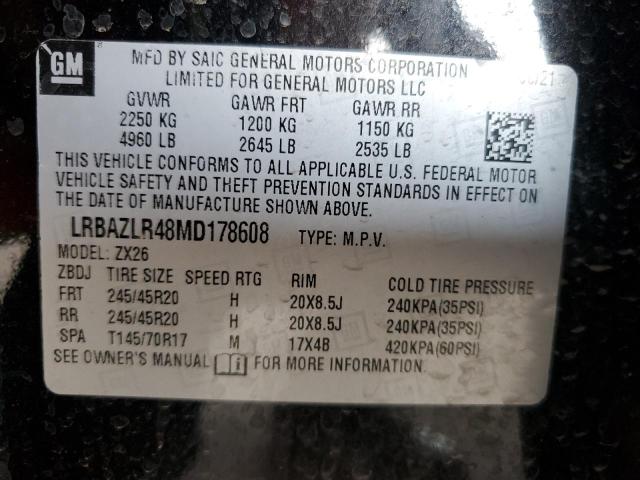 GM
MFD BY SAIC GENERAL MOTORS CORPORATION
LIMITED FOR GENERAL MOTORS LLC
GVWR GAWR FRT GAWR RR
2250 KG 1200 KG 1150 KG
4960 LB 2645 LB 2535 LB
THIS VEHICLE CONFORMS TO ALL APPLICABLE U.S. FEDERAL MOTOR
VEHICLE SAFETY AND THEFT PREVENTION STANDARDS IN EFFECT ON
THE DATE OF MANUFACTURE SHOWN ABOVE.
LRBAZLR48MD178608 TYPE: M.P.V.
MODEL: ZX26
ZBDJ TIRE SIZE SPEED RTG RIM COLD TIRE PRESSURE
FRT 245/45R20 H 20X8.5J 240KPA(35PSI)
RR 245/45R20 H 20X8.5J 240KPA(35PSI)
SPA T145/70R17 M 17X4B 420KPA(60PSI)
SEE OWNER'S MANUAL FOR MORE INFORMATION